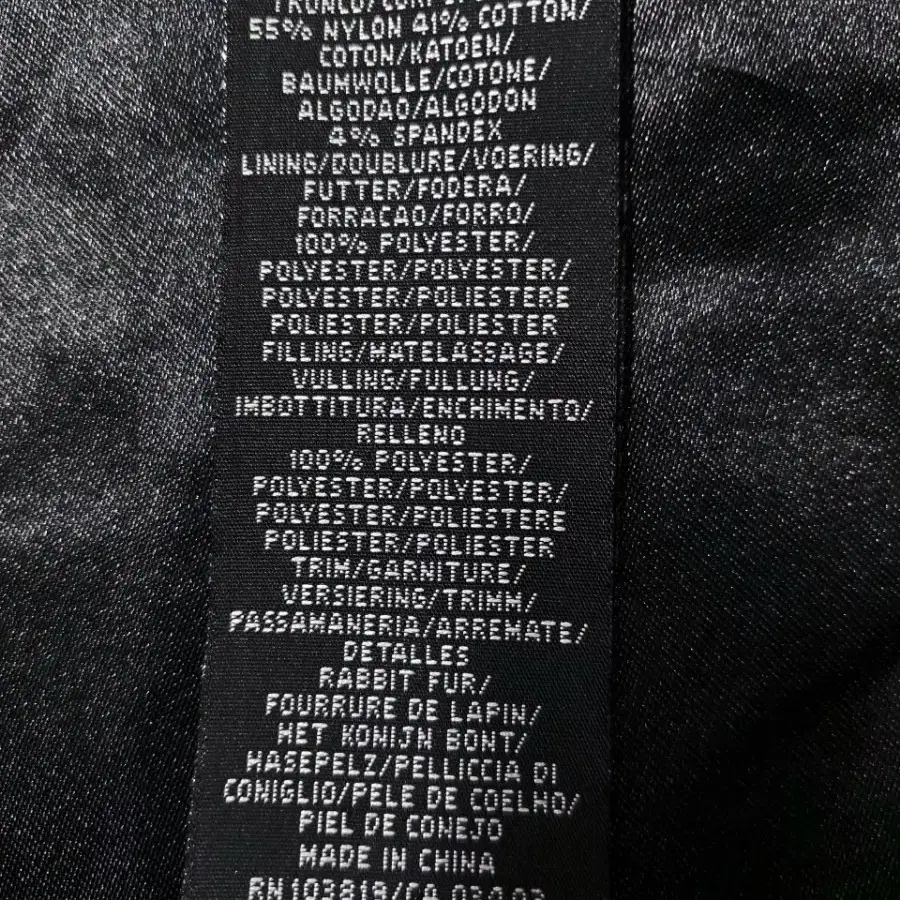 55% NYLON 41% COTTON/
COTON/KATOEN/
BAUMWOLLE/COTONE/
ALGODAO/ALGODON
4% SPANDEX
LINING/DOUBLURE/VOERING/
FUTTER/FODERA/
FORRACAO/FORRO/
100% POLYESTER/
POLYESTER/POLYESTER/
POLYESTER/POLIESTERE
POLIESTER/POLIESTER
FILLING/MATELASSAGE/
VULLING/FULLUNG/
IMBOTTITURA/ENCHIMENTO/
RELLENO
100% POLYESTER/
POLYESTER/POLYESTER/
POLYESTER/POLIESTERE
POLIESTER/POLIESTER
TRIM/GARNITURE/
VERSIERING/TRIMM/
PASSAMANERIA/ARREMATE/
DETALLES
RABBIT FUR/
FOURRURE DE LAPIN/
HET KONIJN BONT/
HASEPELZ/PELLICCIA DI
CONIGLIO/PELE DE COELHO/
PIEL DE CONEJO
MADE IN CHINA
RN103819/CA